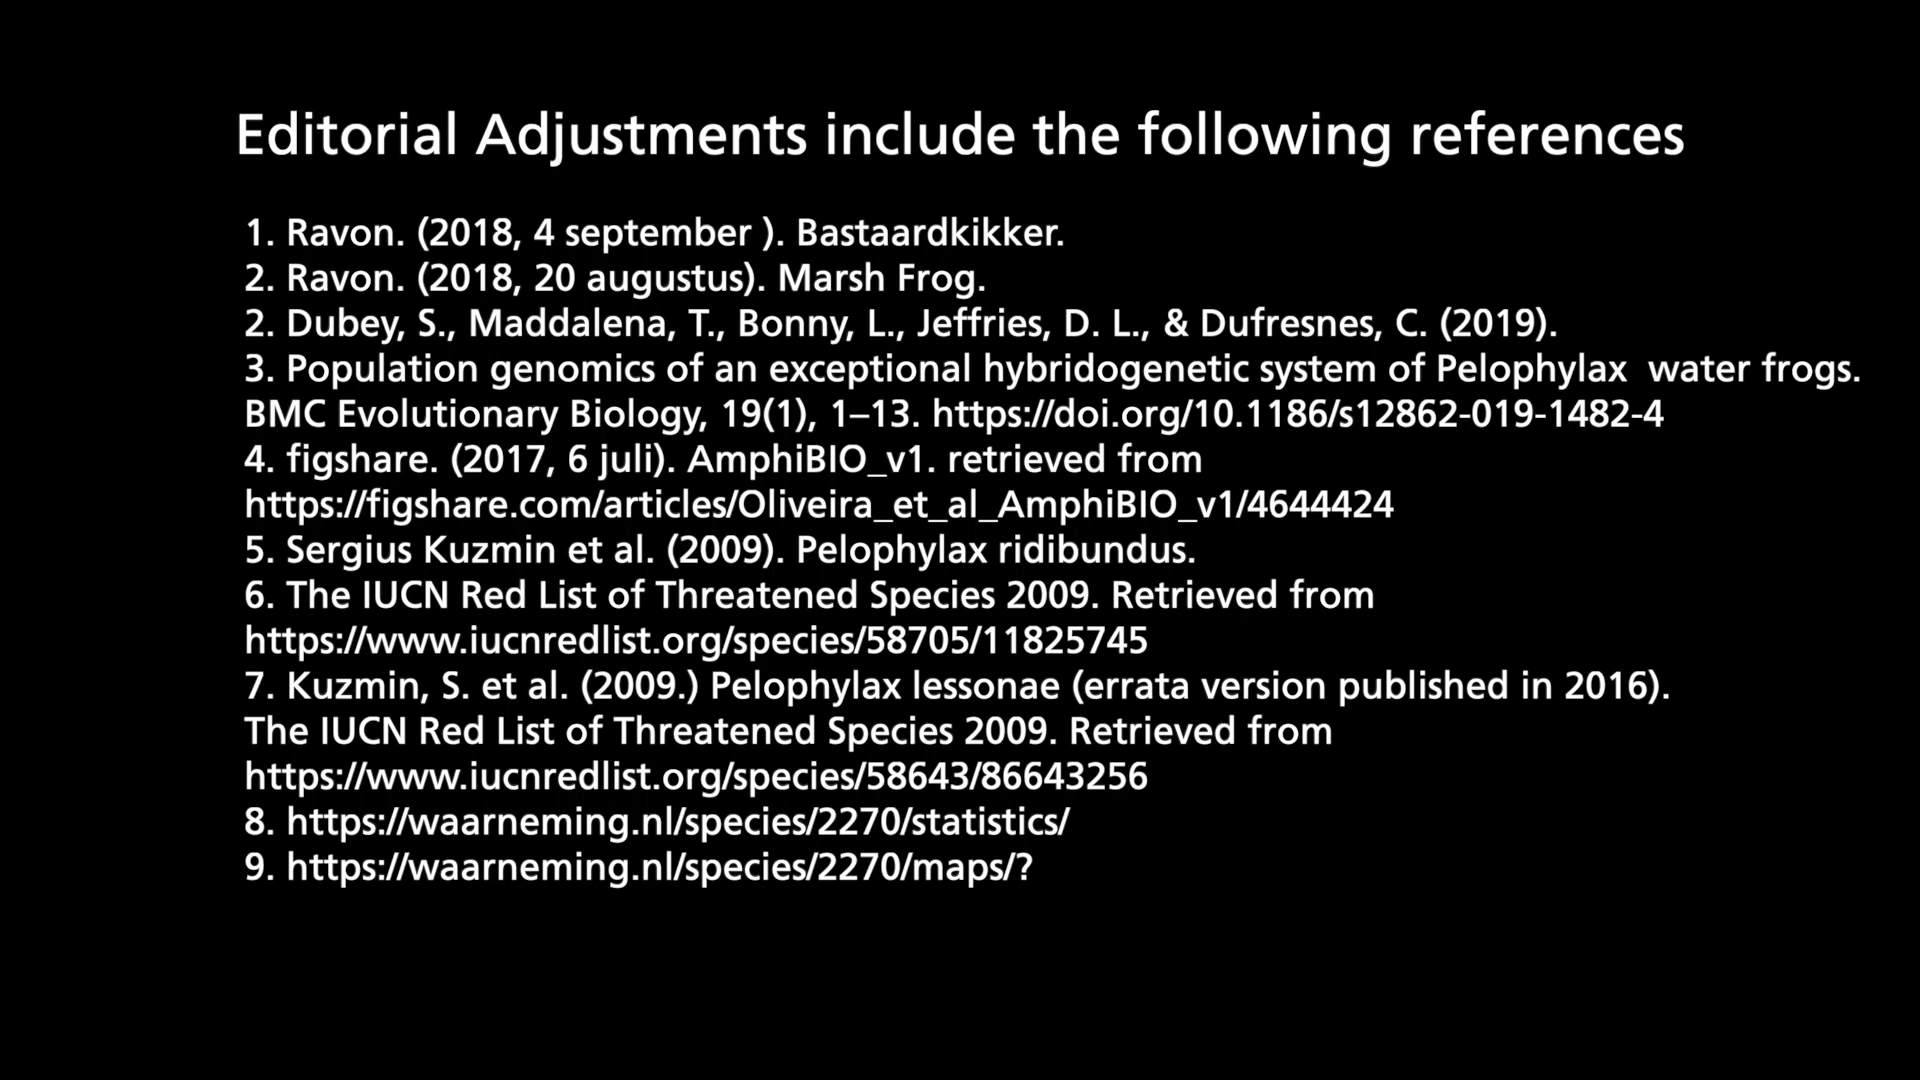 Editorial Adjustments include the following references
1. Ravon. (2018, 4 september ). Bastaardkikker.
2. Ravon. (2018, 20 augustus). Marsh Frog.
2. Dubey, S., Maddalena, T., Bonny, L., Jeffries, D. L., & Dufresnes, C. (2019).
3. Population genomics of an exceptional hybridogenetic system of Pelophylax  water frogs.
BMC Evolutionary Biology, 19(1), 1–13. https://doi.org/10.1186/s12862-019-1482-4
4. figshare. (2017, 6 juli). AmphiBIO_v1. retrieved from
https://figshare.com/articles/Oliveira_et_al_AmphiBIO_v1/4644424
5. Sergius Kuzmin et al. (2009). Pelophylax ridibundus.
6. The IUCN Red List of Threatened Species 2009. Retrieved from
https://www.iucnredlist.org/species/58705/11825745
7. Kuzmin, S. et al. (2009.) Pelophylax lessonae (errata version published in 2016).
The IUCN Red List of Threatened Species 2009. Retrieved from
https://www.iucnredlist.org/species/58643/86643256
8. https://waarneming.nl/species/2270/statistics/
9. https://waarneming.nl/species/2270/maps/?